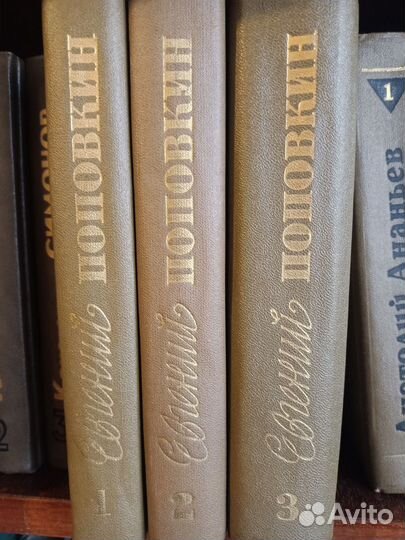 СИМОНОВ
К
Евгений ПОПОВКИН
1
Евгений ПОПОВКИН
2
Евгений ПОПОВКИН
3
1
Анатолий Ананьев
Avito